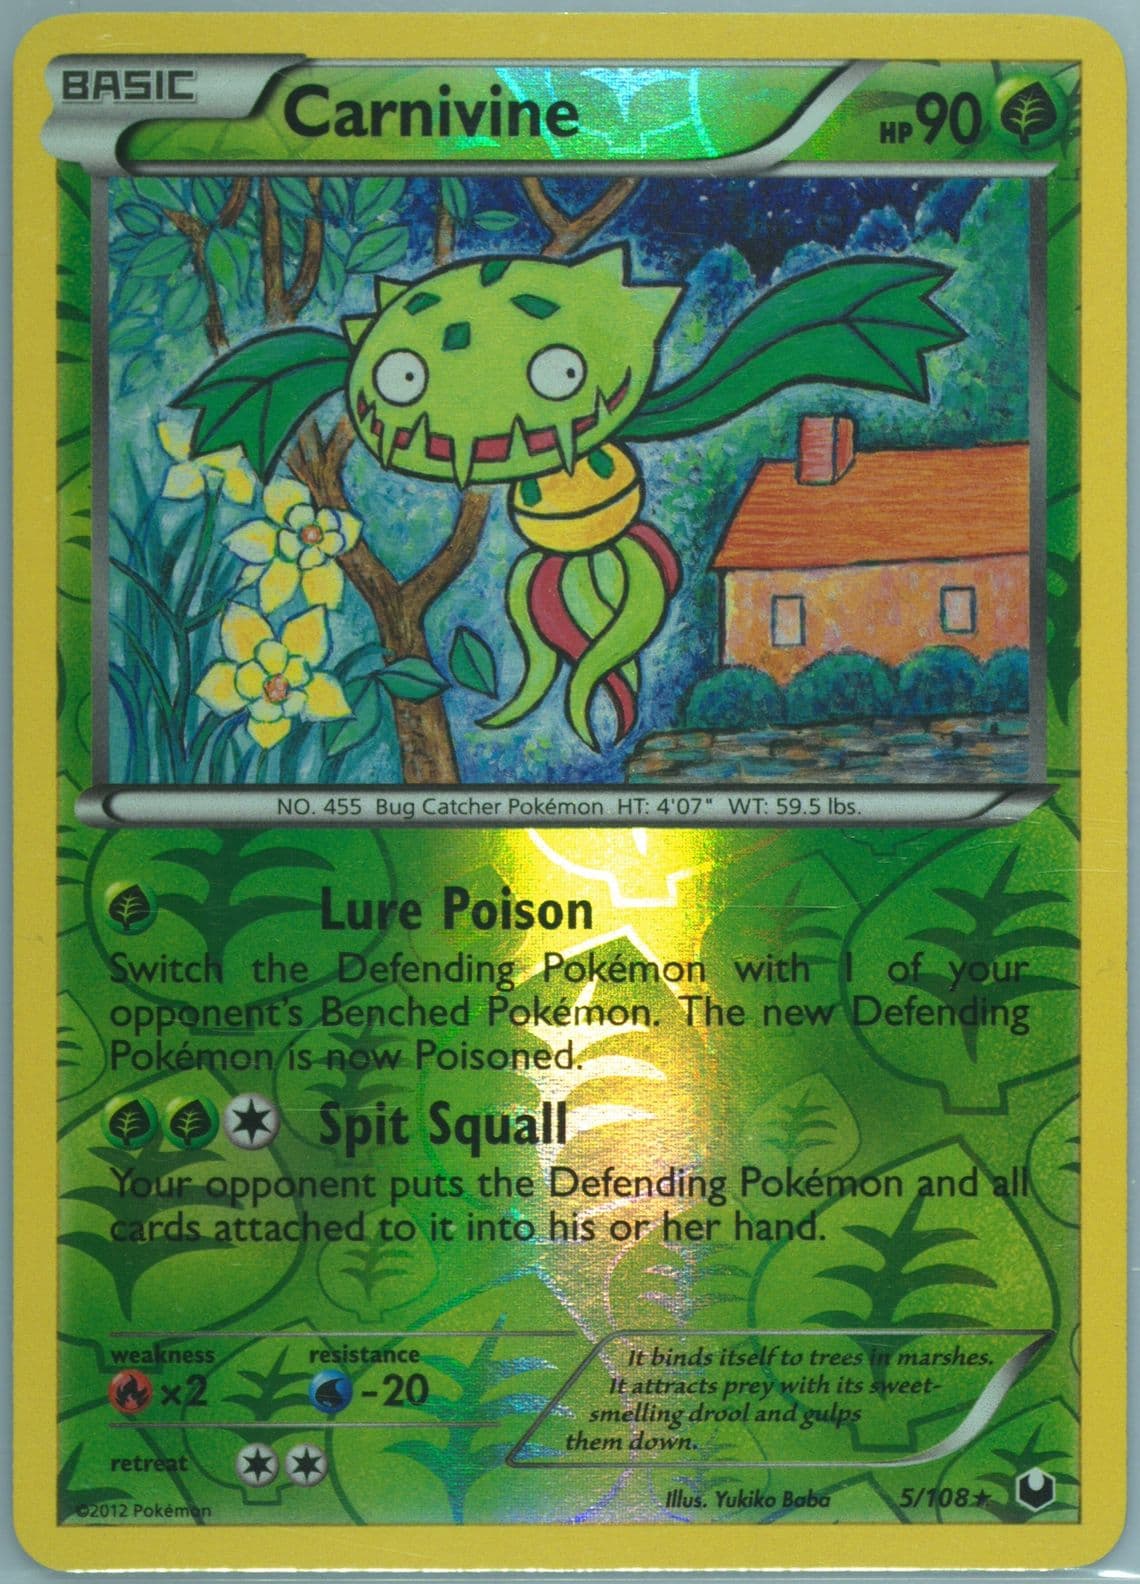 BASIC Carnivine HP 90
NO. 455 Bug Catcher Pokémon HT: 4'07" WT: 59.5 lbs.
Lure Poison
Switch the Defending Pokémon with 1 of your
opponent's Benched Pokémon. The new Defending
Pokémon is now Poisoned.
Spit Squall
Your opponent puts the Defending Pokémon and all
cards attached to it into his or her hand.
weakness resistance
×2 -20
retreat
It binds itself to trees in marshes.
It attracts prey with its sweet-
smelling drool and gulps
them down.
©2012 Pokémon Illus. Yukiko Baba 5/108★